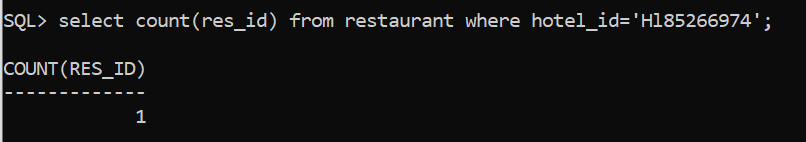 SQL> select count(res_id) from restaurant where hotel_id='Hl85266974';
COUNT(RES_ID)
-------------
1